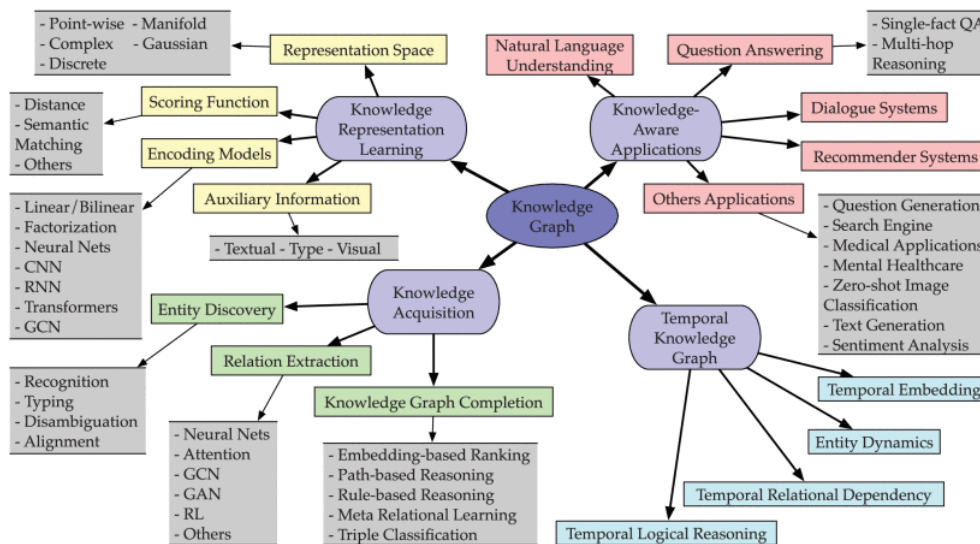 - Point-wise - Manifold
- Complex - Gaussian
- Discrete
Representation Space
Scoring Function
- Distance
- Semantic
Matching
- Others
Encoding Models
Knowledge
Representation
Learning
Auxiliary Information
- Linear/Bilinear
- Factorization
- Neural Nets
- CNN
- RNN
- Transformers
- GCN
- Textual - Type - Visual
Natural Language
Understanding
Question Answering
- Single-fact QA
- Multi-hop
Reasoning
Knowledge-
Aware
Applications
Dialogue Systems
Recommender Systems
Others Applications
- Question Generation
- Search Engine
- Medical Applications
- Mental Healthcare
- Zero-shot Image
Classification
- Text Generation
- Sentiment Analysis
Knowledge
Graph
Knowledge
Acquisition
Entity Discovery
- Recognition
- Typing
- Disambiguation
- Alignment
Relation Extraction
- Neural Nets
- Attention
- GCN
- GAN
- RL
- Others
Knowledge Graph Completion
- Embedding-based Ranking
- Path-based Reasoning
- Rule-based Reasoning
- Meta Relational Learning
- Triple Classification
Temporal
Knowledge
Graph
Temporal Embedding
Entity Dynamics
Temporal Relational Dependency
Temporal Logical Reasoning